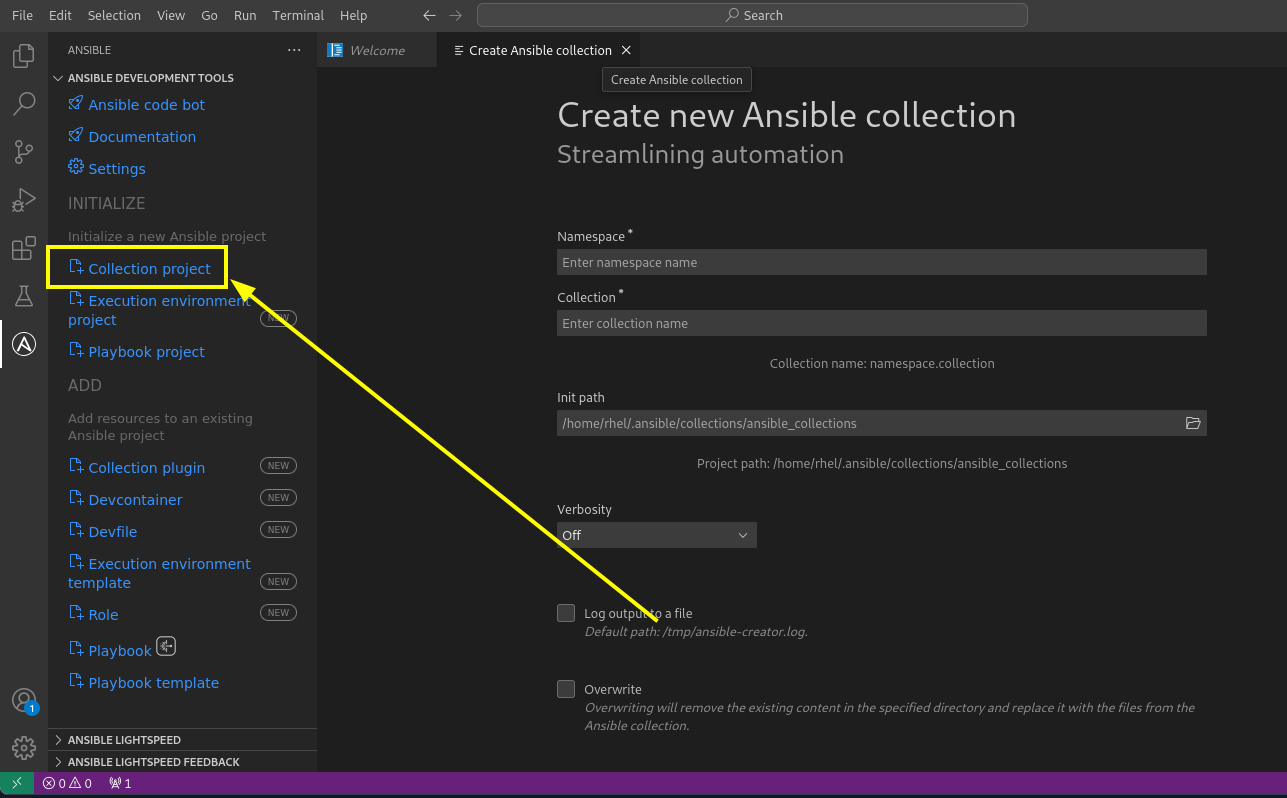 File Edit Selection View Go Run Terminal Help
Search
ANSIBLE
Welcome
Create Ansible collection
Create Ansible collection
ANSIBLE DEVELOPMENT TOOLS
Ansible code bot
Documentation
Settings
INITIALIZE
Initialize a new Ansible project
Collection project
Execution environment
project NEW
Playbook project
ADD
Add resources to an existing
Ansible project
Collection plugin NEW
Devcontainer NEW
Devfile NEW
Execution environment
template NEW
Role NEW
Playbook
Playbook template
ANSIBLE LIGHTSPEED
ANSIBLE LIGHTSPEED FEEDBACK
Create new Ansible collection
Streamlining automation
Namespace *
Enter namespace name
Collection *
Enter collection name
Collection name: namespace.collection
Init path
/home/rhel/.ansible/collections/ansible_collections
Project path: /home/rhel/.ansible/collections/ansible_collections
Verbosity
Off
Log output to a file
Default path: /tmp/ansible-creator.log.
Overwrite
Overwriting will remove the existing content in the specified directory and replace it with the files from the
Ansible collection.
1
0 0 1